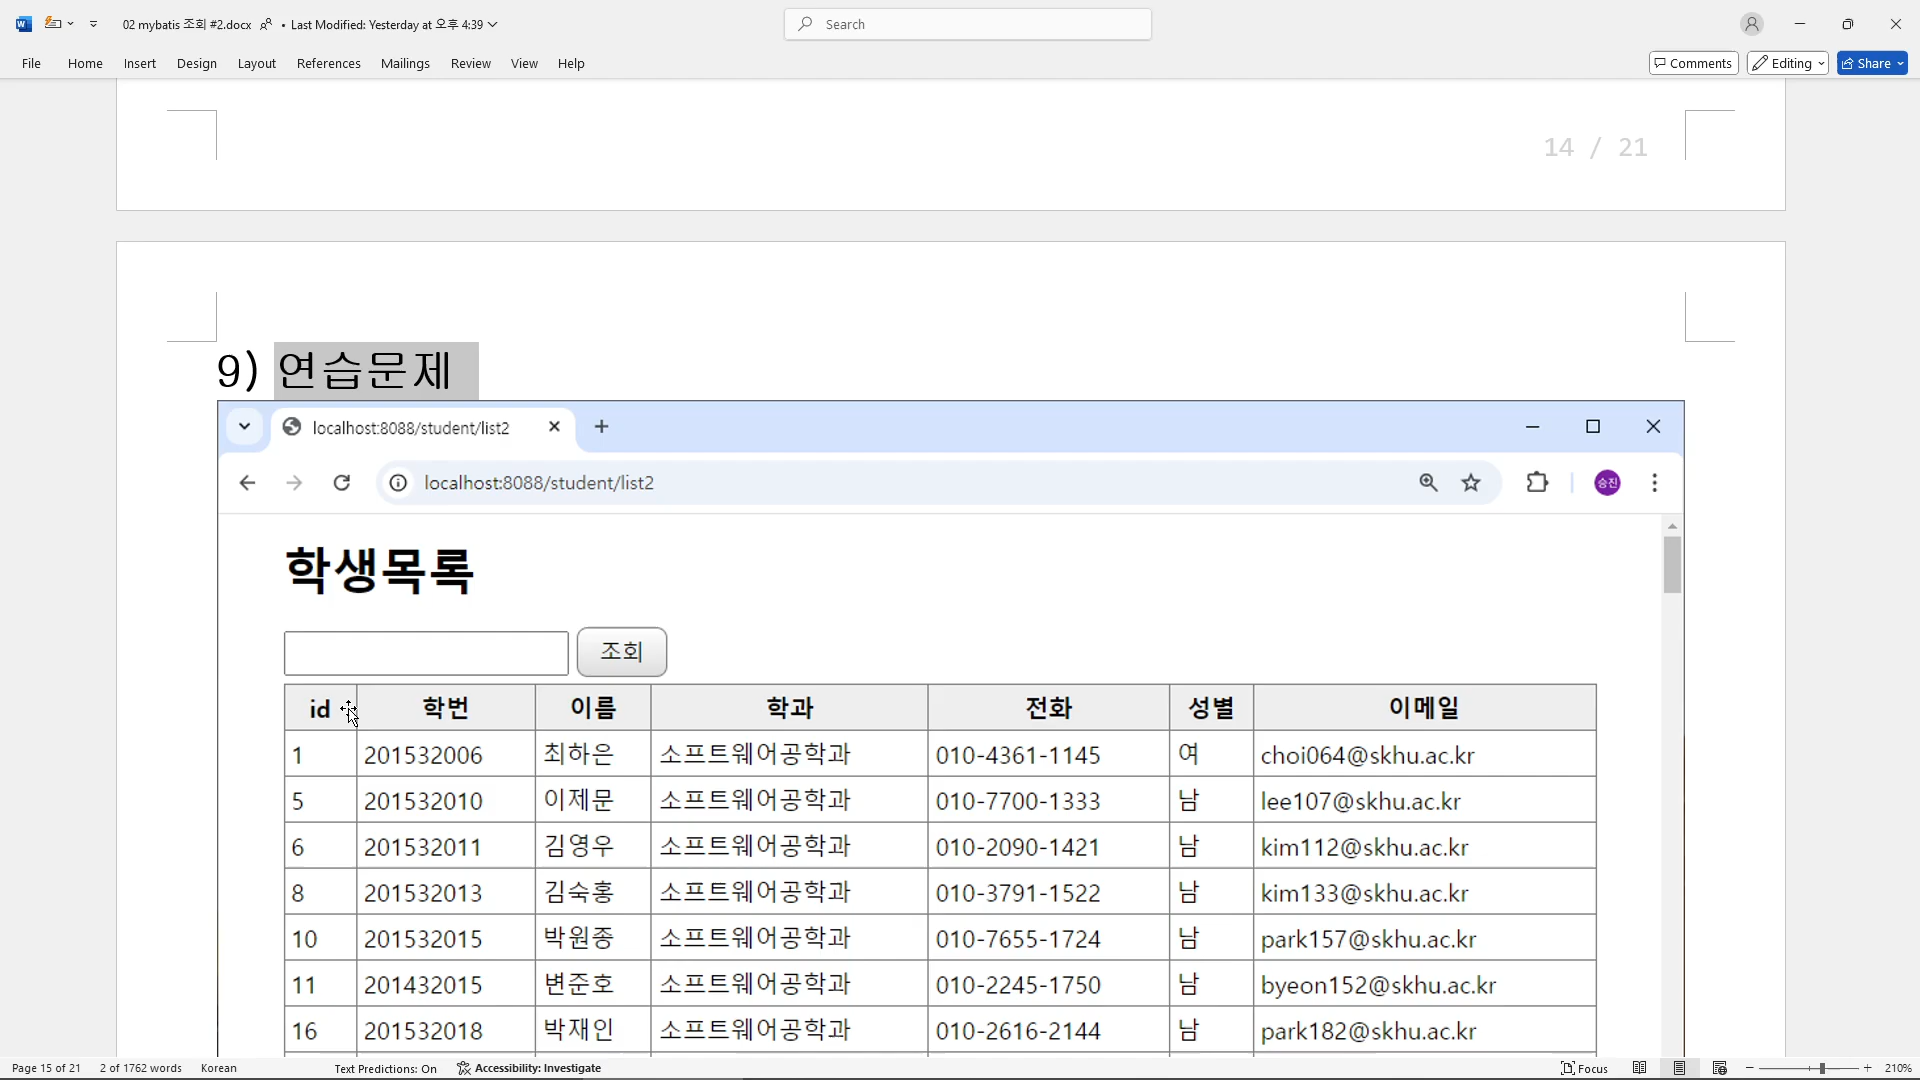 02 mybatis 조회 #2.docx • Last Modified: Yesterday at 오후 4:39
Search
File Home Insert Design Layout References Mailings Review View Help
Comments Editing Share
14 / 21
9) 연습문제
localhost:8088/student/list2
localhost:8088/student/list2
승진
학생목록
조회
id 학번 이름 학과 전화 성별 이메일
1 201532006 최하은 소프트웨어공학과 010-4361-1145 여 choi064@skhu.ac.kr
5 201532010 이제문 소프트웨어공학과 010-7700-1333 남 lee107@skhu.ac.kr
6 201532011 김영우 소프트웨어공학과 010-2090-1421 남 kim112@skhu.ac.kr
8 201532013 김숙홍 소프트웨어공학과 010-3791-1522 남 kim133@skhu.ac.kr
10 201532015 박원종 소프트웨어공학과 010-7655-1724 남 park157@skhu.ac.kr
11 201432015 변준호 소프트웨어공학과 010-2245-1750 남 byeon152@skhu.ac.kr
16 201532018 박재인 소프트웨어공학과 010-2616-2144 남 park182@skhu.ac.kr
Page 15 of 21 2 of 1762 words Korean Text Predictions: On Accessibility: Investigate Focus 210%